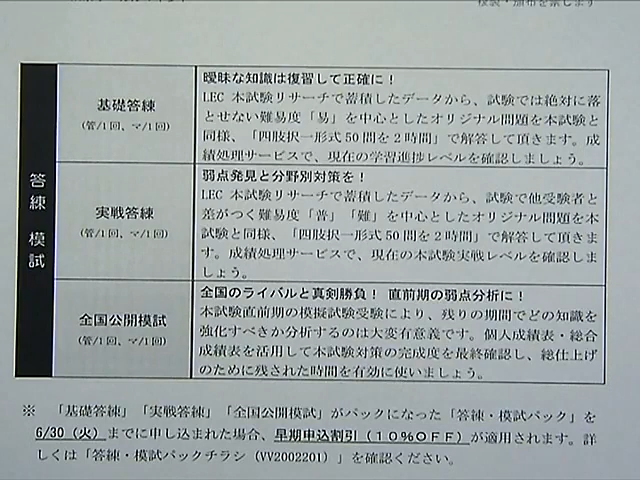 複製・頒布を禁じます
答練 模試
基礎答練
(管/1回、マ/1回)
曖昧な知識は復習して正確に！
LEC 本試験リサーチで蓄積したデータから、試験では絶対に落
とせない難易度「易」を中心としたオリジナル問題を本試験と
同様、「四肢択一形式 50 問を 2 時間」で解答して頂きます。成
績処理サービスで、現在の学習進捗レベルを確認しましょう。
実戦答練
(管/1回、マ/1回)
弱点発見と分野別対策を！
LEC 本試験リサーチで蓄積したデータから、試験で他受験者と
差がつく難易度「普」「難」を中心としたオリジナル問題を本
試験と同様、「四肢択一形式 50 問を 2 時間」で解答して頂きま
す。成績処理サービスで、現在の本試験実戦レベルを確認しま
しょう。
全国公開模試
(管/1回、マ/1回)
全国のライバルと真剣勝負！ 直前期の弱点分析に！
本試験直前期の模擬試験受験により、残りの期間でどの知識を
強化すべきか分析するのは大変有意義です。個人成績表・総合
成績表を活用して本試験対策の完成度を最終確認し、総仕上げ
のために残された時間を有効に使いましょう。
※ 「基礎答練」「実戦答練」「全国公開模試」がパックになった「答練・模試パック」を
6/30（火）までに申し込まれた場合、早期申込割引（10％OFF）が適用されます。詳
しくは「答練・模試パックチラシ（VV2002201）」を確認ください。